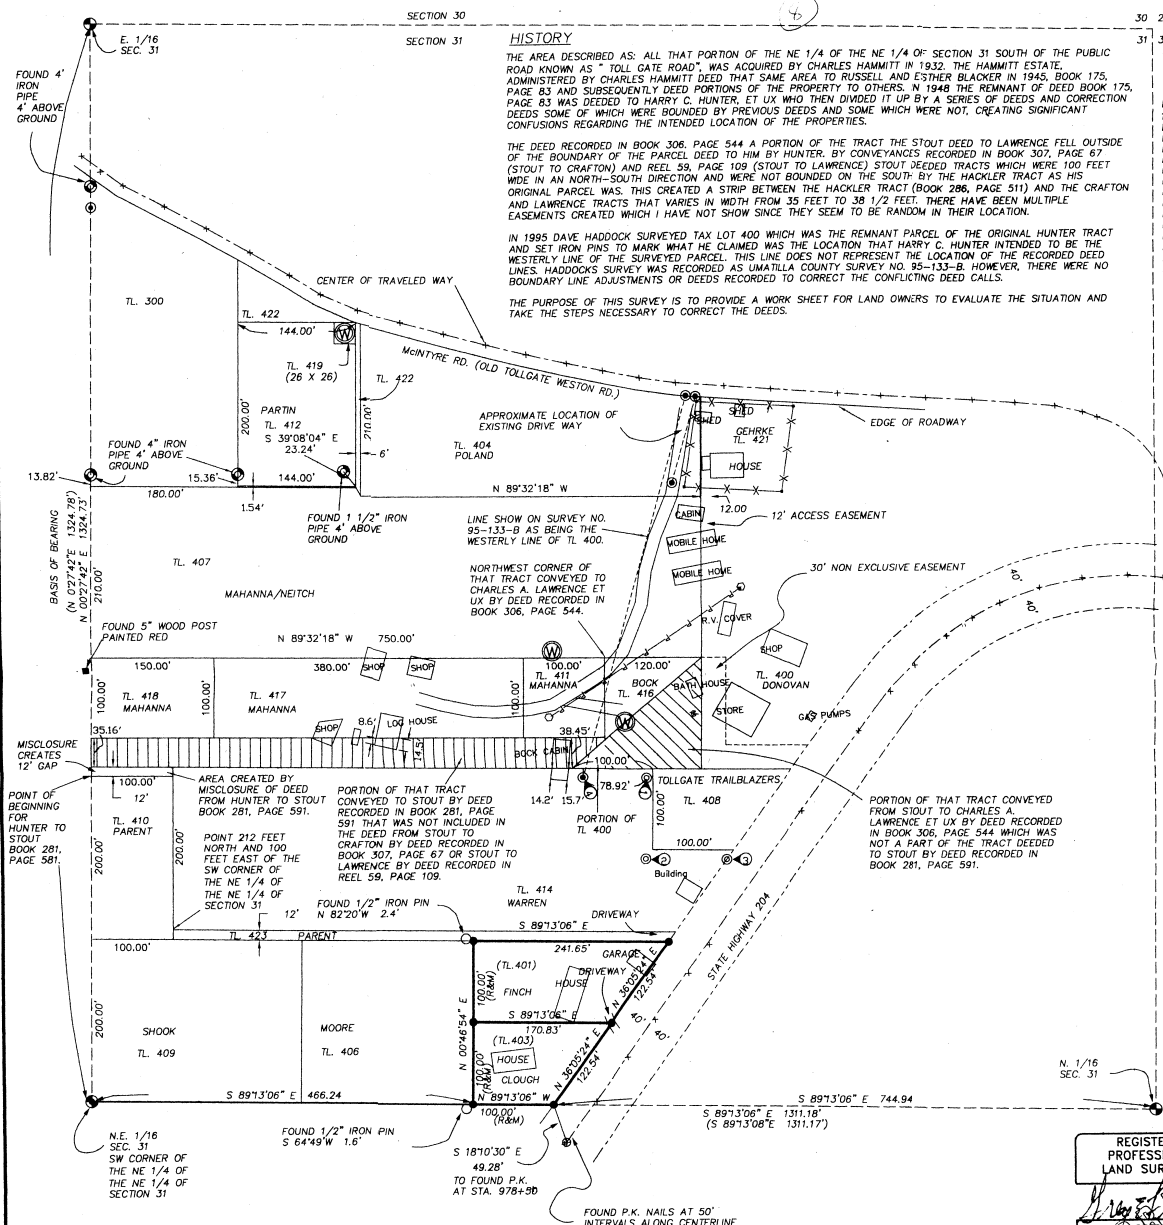 SECTION 30
SECTION 31
30 2
31 3
E. 1/16
SEC. 31
FOUND 4'
IRON
PIPE
4' ABOVE
GROUND
HISTORY
THE AREA DESCRIBED AS: ALL THAT PORTION OF THE NE 1/4 OF THE NE 1/4 OF SECTION 31 SOUTH OF THE PUBLIC
ROAD KNOWN AS " TOLL GATE ROAD", WAS ACQUIRED BY CHARLES HAMMITT IN 1932. THE HAMMITT ESTATE,
ADMINISTERED BY CHARLES HAMMITT DEED THAT SAME AREA TO RUSSELL AND ESTHER BLACKER IN 1945, BOOK 175,
PAGE 83 AND SUBSEQUENTLY DEED PORTIONS OF THE PROPERTY TO OTHERS. IN 1948 THE REMNANT OF DEED BOOK 175,
PAGE 83 WAS DEEDED TO HARRY C. HUNTER, ET UX WHO THEN DIVIDED IT UP BY A SERIES OF DEEDS AND CORRECTION
DEEDS SOME OF WHICH WERE BOUNDED BY PREVIOUS DEEDS AND SOME WHICH WERE NOT, CREATING SIGNIFICANT
CONFUSIONS REGARDING THE INTENDED LOCATION OF THE PROPERTIES.
THE DEED RECORDED IN BOOK 306. PAGE 544 A PORTION OF THE TRACT THE STOUT DEED TO LAWRENCE FELL OUTSIDE
OF THE BOUNDARY OF THE PARCEL DEED TO HIM BY HUNTER. BY CONVEYANCES RECORDED IN BOOK 307, PAGE 67
(STOUT TO CRAFTON) AND REEL 59, PAGE 109 (STOUT TO LAWRENCE) STOUT DEEDED TRACTS WHICH WERE 100 FEET
WIDE IN AN NORTH-SOUTH DIRECTION AND WERE NOT BOUNDED ON THE SOUTH BY THE HACKLER TRACT AS HIS
ORIGINAL PARCEL WAS. THIS CREATED A STRIP BETWEEN THE HACKLER TRACT (BOOK 286, PAGE 511) AND THE CRAFTON
AND LAWRENCE TRACTS THAT VARIES IN WIDTH FROM 35 FEET TO 38 1/2 FEET. THERE HAVE BEEN MULTIPLE
EASEMENTS CREATED WHICH I HAVE NOT SHOW SINCE THEY SEEM TO BE RANDOM IN THEIR LOCATION.
IN 1995 DAVE HADDOCK SURVEYED TAX LOT 400 WHICH WAS THE REMNANT PARCEL OF THE ORIGINAL HUNTER TRACT
AND SET IRON PINS TO MARK WHAT HE CLAIMED WAS THE LOCATION THAT HARRY C. HUNTER INTENDED TO BE THE
WESTERLY LINE OF THE SURVEYED PARCEL. THIS LINE DOES NOT REPRESENT THE LOCATION OF THE RECORDED DEED
LINES. HADDOCKS SURVEY WAS RECORDED AS UMATILLA COUNTY SURVEY NO. 95-133-B. HOWEVER, THERE WERE NO
BOUNDARY LINE ADJUSTMENTS OR DEEDS RECORDED TO CORRECT THE CONFLICTING DEED CALLS.
THE PURPOSE OF THIS SURVEY IS TO PROVIDE A WORK SHEET FOR LAND OWNERS TO EVALUATE THE SITUATION AND
TAKE THE STEPS NECESSARY TO CORRECT THE DEEDS.
CENTER OF TRAVELED WAY
TL. 300
TL. 422
144.00'
W
TL. 419
(26 X 26)
TL. 422
McINTYRE RD. (OLD TOLLGATE WESTON RD.)
200.00'
PARTIN
TL. 412
S 39°08'04" E
23.24'
210.00'
6'
TL. 404
POLAND
APPROXIMATE LOCATION OF
EXISTING DRIVE WAY
SHED
SHED
GEHRKE
TL. 421
HOUSE
EDGE OF ROADWAY
FOUND 4" IRON
PIPE 4' ABOVE
GROUND
13.82'
15.36'
144.00'
180.00'
1.54'
N 89°32'18" W
12.00
FOUND 1 1/2" IRON
PIPE 4' ABOVE
GROUND
LINE SHOW ON SURVEY NO.
95-133-B AS BEING THE
WESTERLY LINE OF TL 400.
CABIN
12' ACCESS EASEMENT
MOBILE HOME
MOBILE HOME
BASIS OF BEARING
(N 0°27'42"E 1324.78')
N 00°27'42" E 1324.73'
210.00'
TL. 407
MAHANNA/NEITCH
NORTHWEST CORNER OF
THAT TRACT CONVEYED TO
CHARLES A. LAWRENCE ET
UX BY DEED RECORDED IN
BOOK 306, PAGE 544.
30' NON EXCLUSIVE EASEMENT
40'
40'
R.V. COVER
FOUND 5" WOOD POST
PAINTED RED
N 89°32'18" W 750.00'
W
SHOP
150.00'
380.00'
SHOP
SHOP
100.00'
120.00'
TL. 411
MAHANNA
BOCK
TL. 416
BATH HOUSE
TL. 400
DONOVAN
100.00'
TL. 418
MAHANNA
100.00'
TL. 417
MAHANNA
100.00'
STORE
GAS PUMPS
W
35.16'
SHOP
8.6'
LOG HOUSE
14.5'
38.45'
BOCK CABIN
MISCLOSURE
CREATES
12' GAP
100.00'
12'
AREA CREATED BY
MISCLOSURE OF DEED
FROM HUNTER TO STOUT
BOOK 281, PAGE 591.
PORTION OF THAT TRACT
CONVEYED TO STOUT BY DEED
RECORDED IN BOOK 281, PAGE
591 THAT WAS NOT INCLUDED IN
THE DEED FROM STOUT TO
CRAFTON BY DEED RECORDED IN
BOOK 307, PAGE 67 OR STOUT TO
LAWRENCE BY DEED RECORDED IN
REEL 59, PAGE 109.
100.00'
14.2'
15.7'
4
78.92'
1
TOLLGATE TRAILBLAZERS
TL. 408
PORTION OF
TL 400
100.00'
100.00'
2
3
Building
PORTION OF THAT TRACT CONVEYED
FROM STOUT TO CHARLES A.
LAWRENCE ET UX BY DEED RECORDED
IN BOOK 306, PAGE 544 WHICH WAS
NOT A PART OF THE TRACT DEEDED
TO STOUT BY DEED RECORDED IN
BOOK 281, PAGE 591.
POINT OF
BEGINNING
FOR
HUNTER TO
STOUT
BOOK 281,
PAGE 581.
TL. 410
PARENT
200.00'
200.00'
POINT 212 FEET
NORTH AND 100
FEET EAST OF THE
SW CORNER OF
THE NE 1/4 OF
THE NE 1/4 OF
SECTION 31
12'
FOUND 1/2" IRON PIN
N 82°20'W 2.4'
TL. 414
WARREN
S 89°13'06" E
DRIVEWAY
STATE HIGHWAY 204
TL. 423 PARENT
100.00'
241.65'
GARAGE
(TL.401)
HOUSE
FINCH
DRIVEWAY
100.00'
(R&M)
N 36°05'24" E
122.54'
S 89°13'06" E
170.83'
40'
40'
200.00'
SHOOK
TL. 409
MOORE
TL. 406
N 00°46'54" E
(TL.403)
HOUSE
CLOUGH
100.00'
(R&M)
N 36°05'24" E
122.54'
N. 1/16
SEC. 31
S 89°13'06" E 466.24
N 89°13'06" W
100.00'
(R&M)
S 89°13'06" E 744.94
S 89°13'06" E 1311.18'
(S 89°13'08"E 1311.17')
N.E. 1/16
SEC. 31
SW CORNER OF
THE NE 1/4 OF
THE NE 1/4 OF
SECTION 31
FOUND 1/2" IRON PIN
S 64°49'W 1.6'
S 18°10'30" E
49.28'
TO FOUND P.K.
AT STA. 978+50
FOUND P.K. NAILS AT 50'
INTERVALS ALONG CENTERLINE
REGISTE
PROFESS
LAND SUR